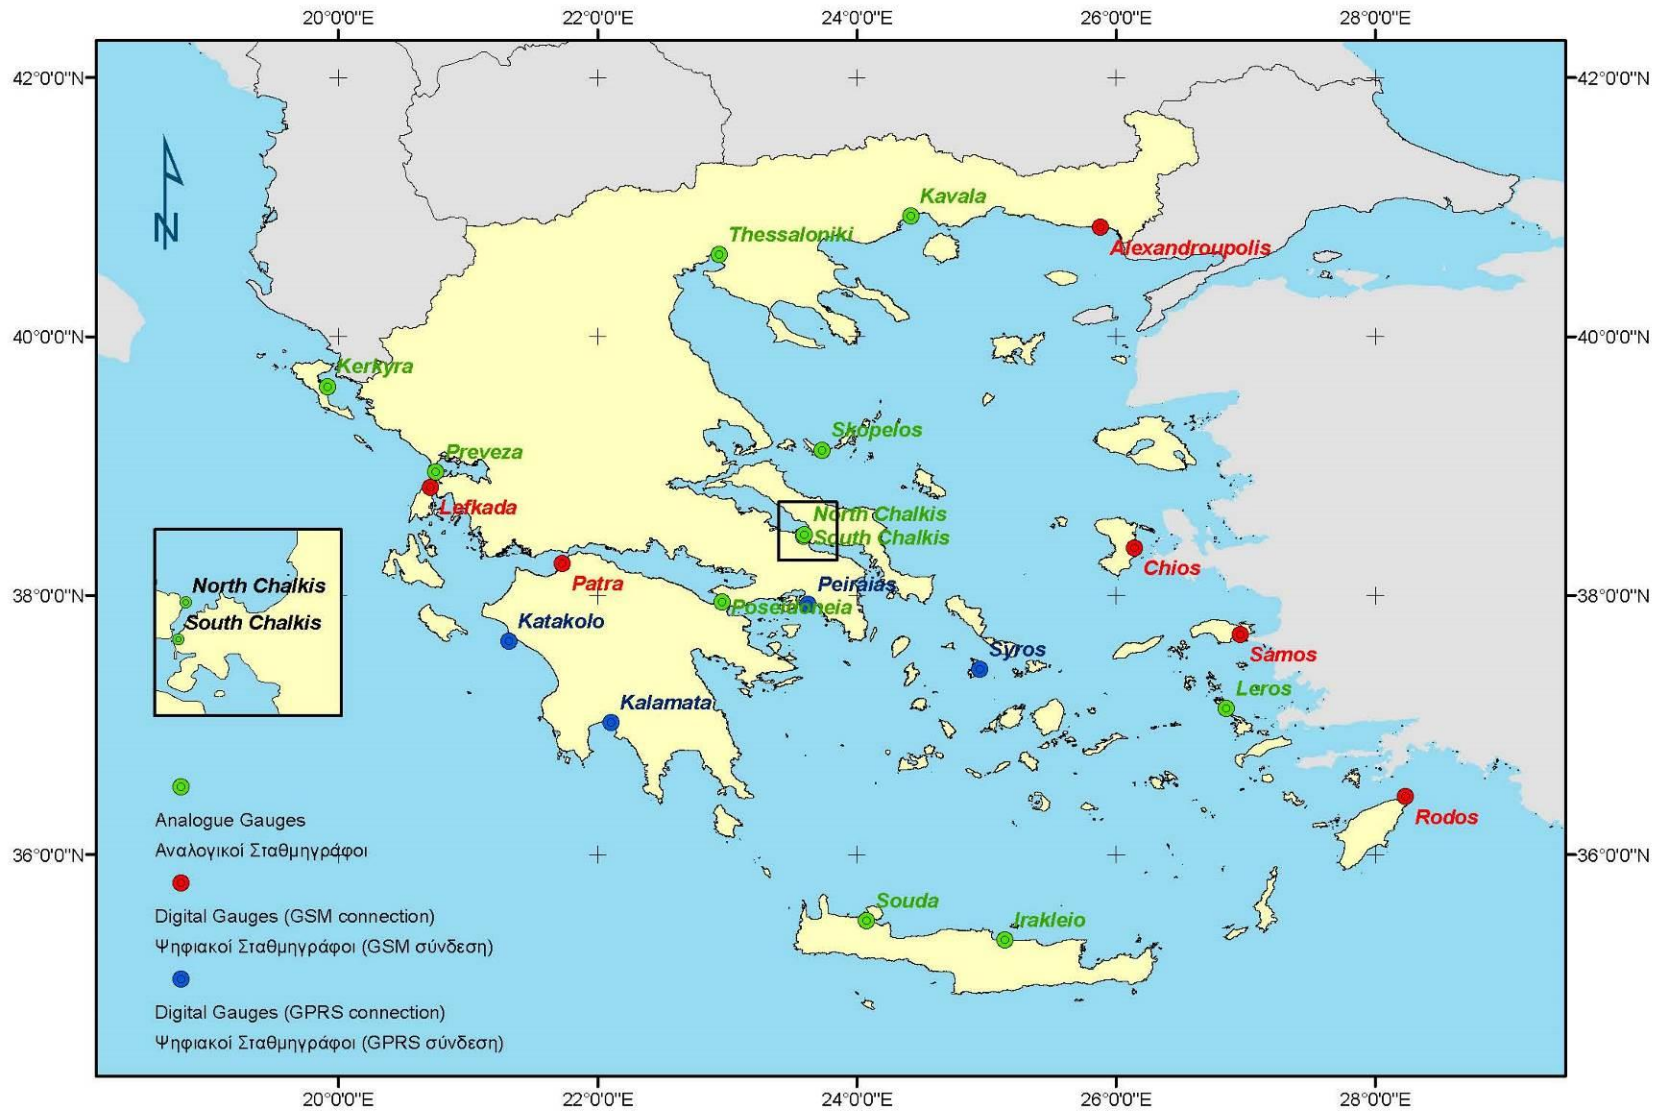 20°0'0"E 22°0'0"E 24°0'0"E 26°0'0"E 28°0'0"E
42°0'0"N 42°0'0"N
N
Kavala
Thessaloniki
Alexandroupolis
40°0'0"N 40°0'0"N
Kerkyra
Skopelos
Preveza
Lefkada
North Chalkis
South Chalkis
Chios
Patra
Peiraias
38°0'0"N 38°0'0"N
Poseidoneia
North Chalkis
South Chalkis
Katakolo
Syros
Samos
Leros
Kalamata
Rodos
Analogue Gauges
Αναλογικοί Σταθμηγράφοι
36°0'0"N 36°0'0"N
Souda
Irakleio
Digital Gauges (GSM connection)
Ψηφιακοί Σταθμηγράφοι (GSM σύνδεση)
Digital Gauges (GPRS connection)
Ψηφιακοί Σταθμηγράφοι (GPRS σύνδεση)
20°0'0"E 22°0'0"E 24°0'0"E 26°0'0"E 28°0'0"E